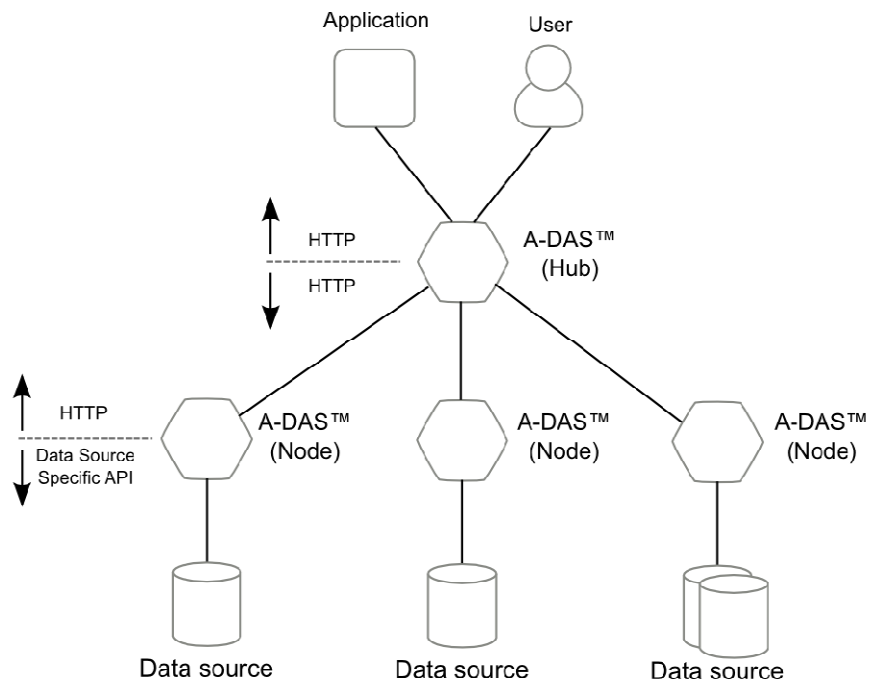 Application
User
HTTP
HTTP
A-DAS™
(Hub)
HTTP
Data Source
Specific API
A-DAS™
(Node)
A-DAS™
(Node)
A-DAS™
(Node)
Data source
Data source
Data source